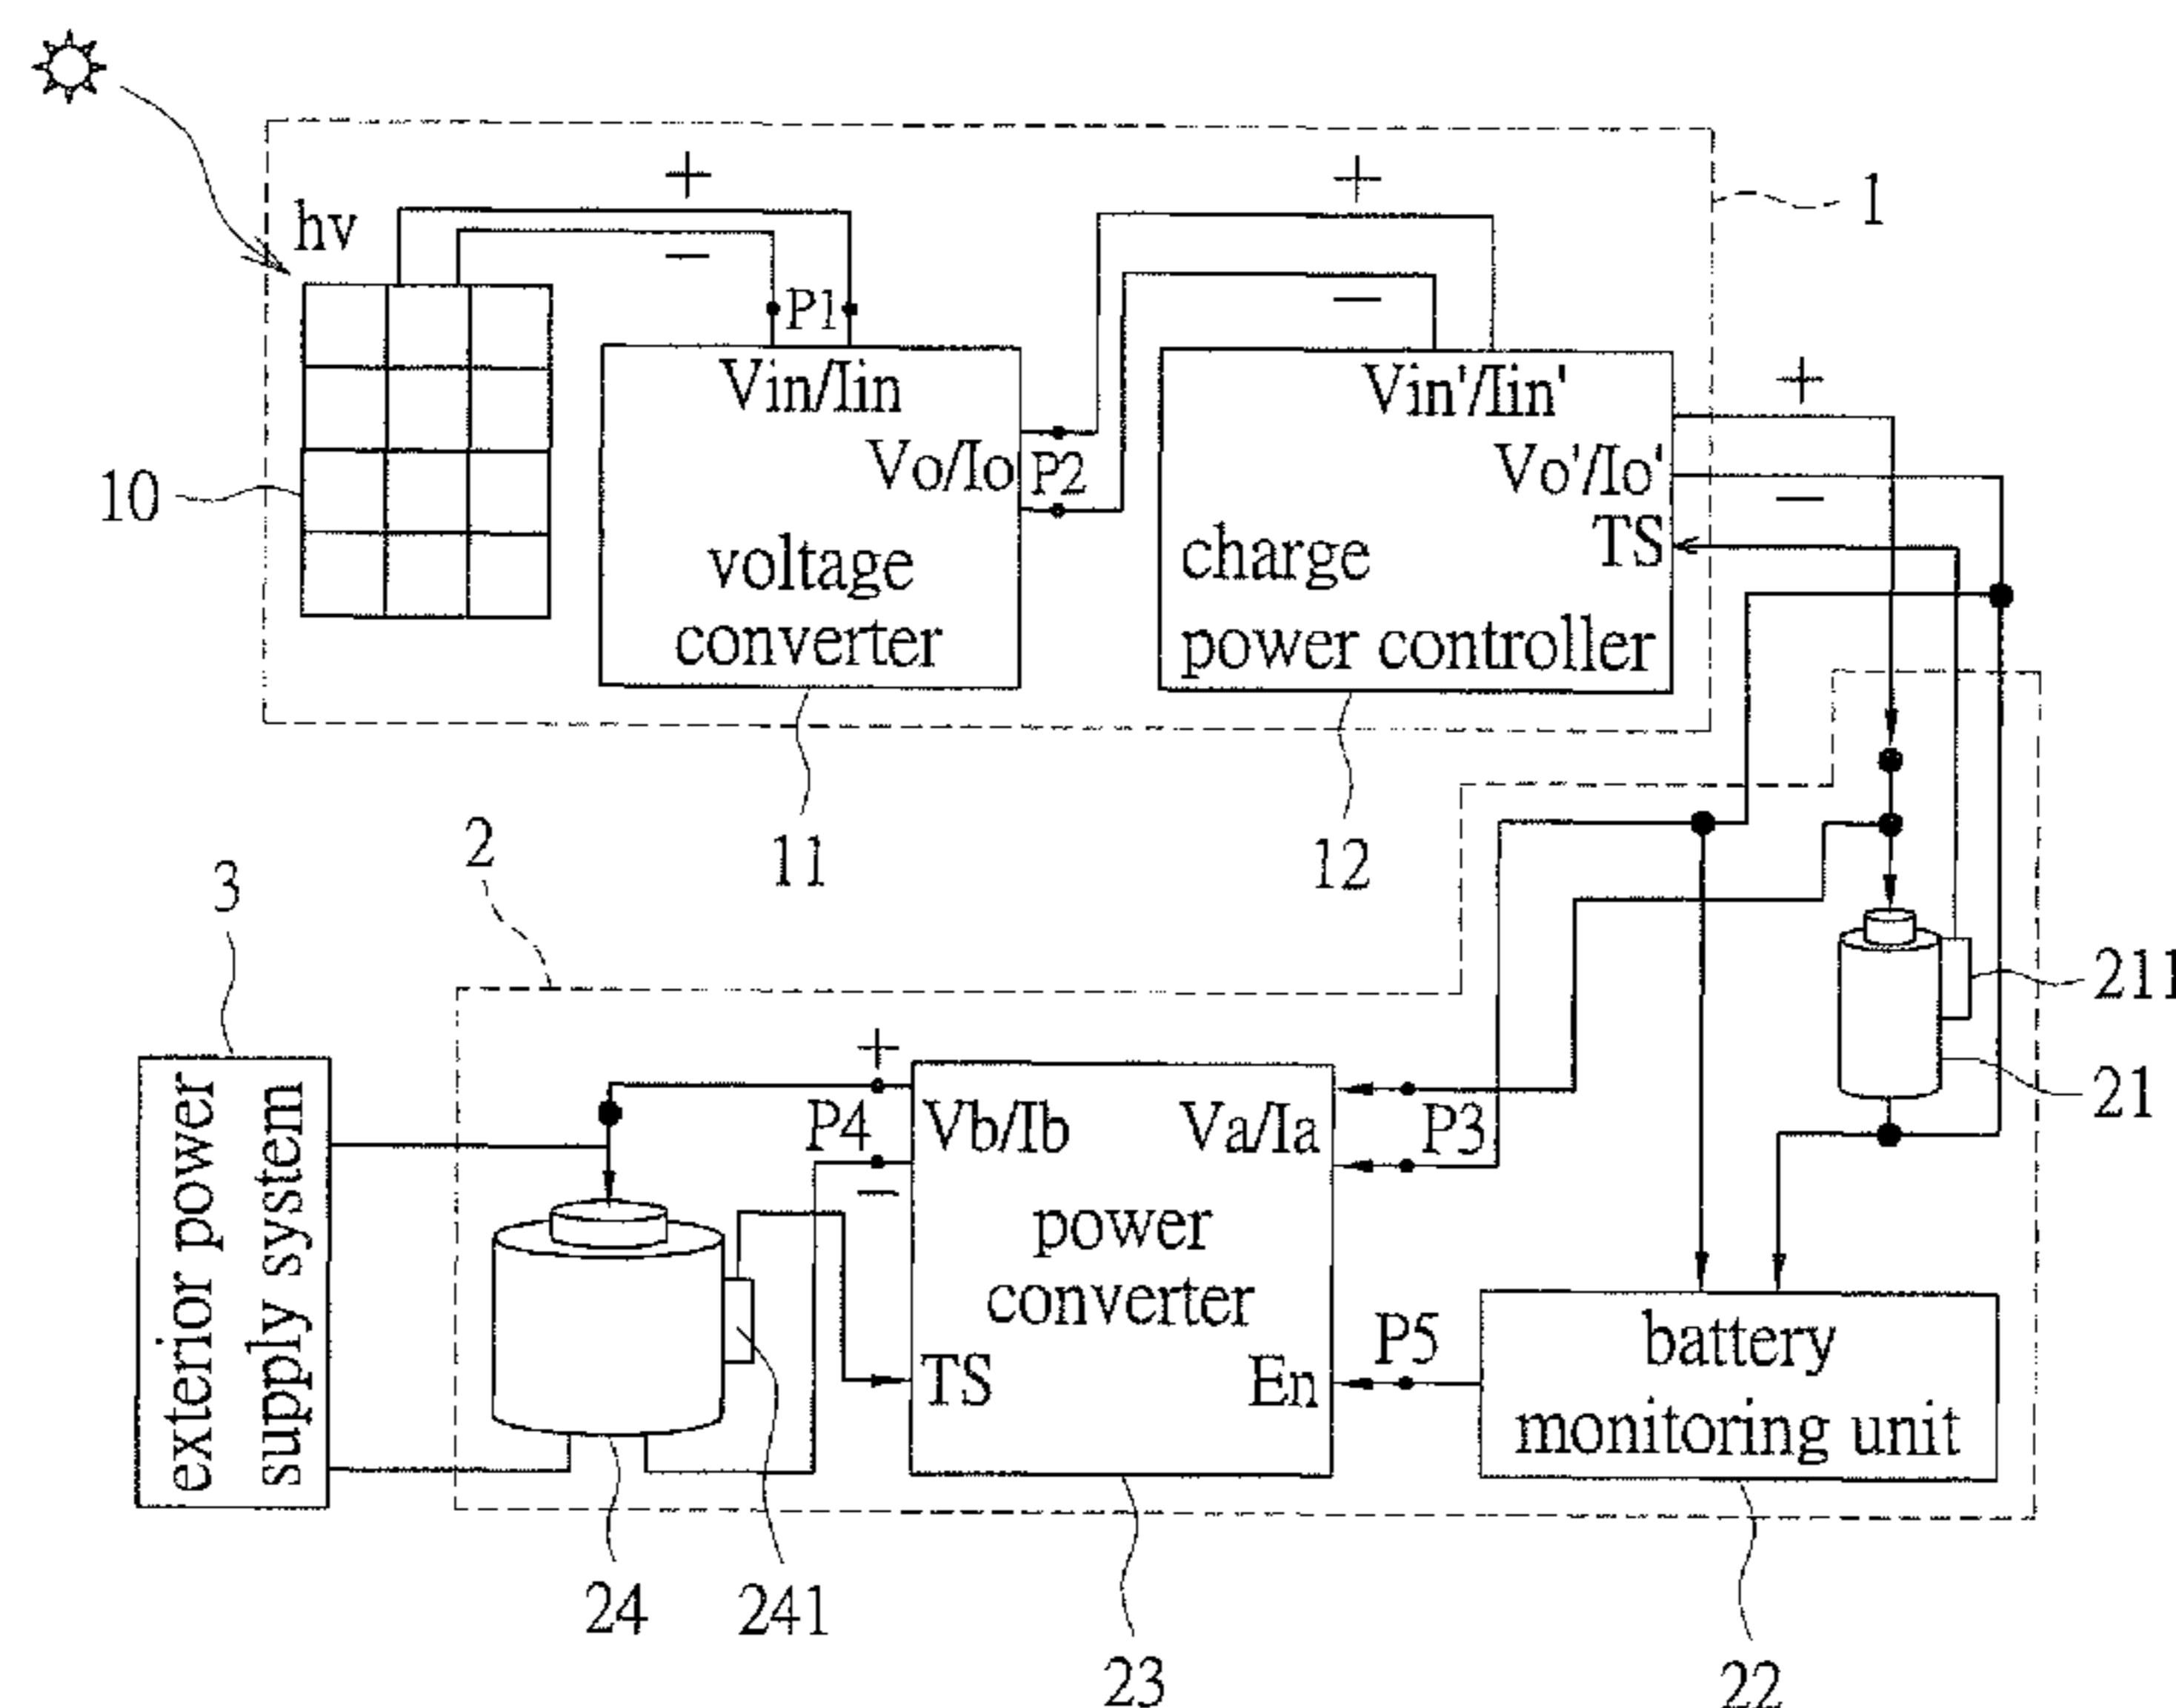 hv
+
−
P1
+
−
1
Vin/Iin
Vo/Io
P2
voltage
converter
Vin'/Iin'
Vo'/Io'
TS
charge
power controller
+
−
10
11
12
2
3
211
21
exterior power
supply system
+
P4
−
Vb/Ib
Va/Ia
P3
power
converter
TS
En
P5
battery
monitoring unit
24
241
23
22